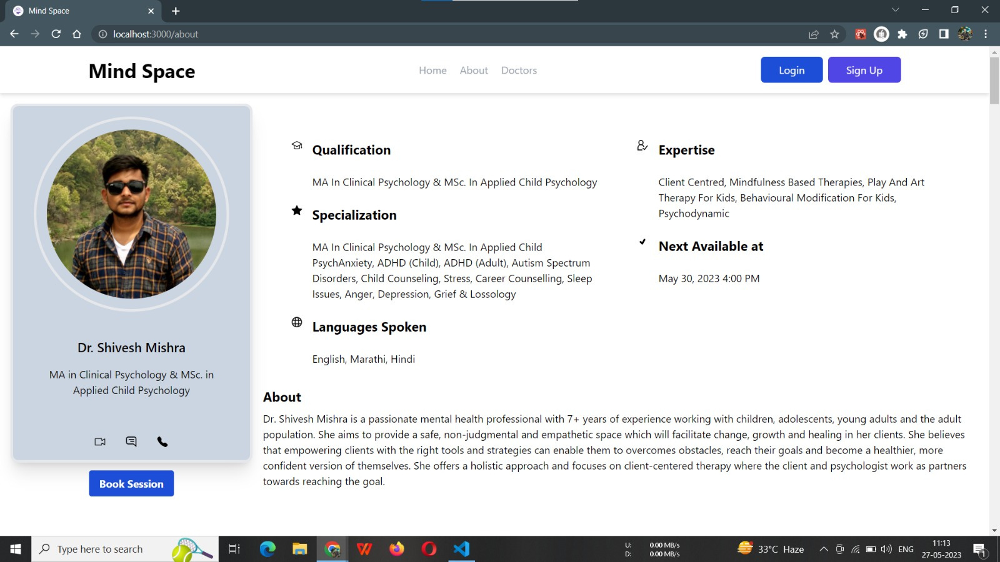 Mind Space
localhost:3000/about
Mind Space
Home About Doctors
Login Sign Up
Dr. Shivesh Mishra
MA in Clinical Psychology & MSc. in
Applied Child Psychology
Book Session
Qualification
MA In Clinical Psychology & MSc. In Applied Child Psychology
Specialization
MA In Clinical Psychology & MSc. In Applied Child
PsychAnxiety, ADHD (Child), ADHD (Adult), Autism Spectrum
Disorders, Child Counseling, Stress, Career Counselling, Sleep
Issues, Anger, Depression, Grief & Lossology
Languages Spoken
English, Marathi, Hindi
Expertise
Client Centred, Mindfulness Based Therapies, Play And Art
Therapy For Kids, Behavioural Modification For Kids,
Psychodynamic
Next Available at
May 30, 2023 4:00 PM
About
Dr. Shivesh Mishra is a passionate mental health professional with 7+ years of experience working with children, adolescents, young adults and the adult
population. She aims to provide a safe, non-judgmental and empathetic space which will facilitate change, growth and healing in her clients. She believes
that empowering clients with the right tools and strategies can enable them to overcomes obstacles, reach their goals and become a healthier, more
confident version of themselves. She offers a holistic approach and focuses on client-centered therapy where the client and psychologist work as partners
towards reaching the goal.
Type here to search
U: 0.00 MB/s
D: 0.00 MB/s
33°C Haze
ENG
11:13
27-05-2023
1